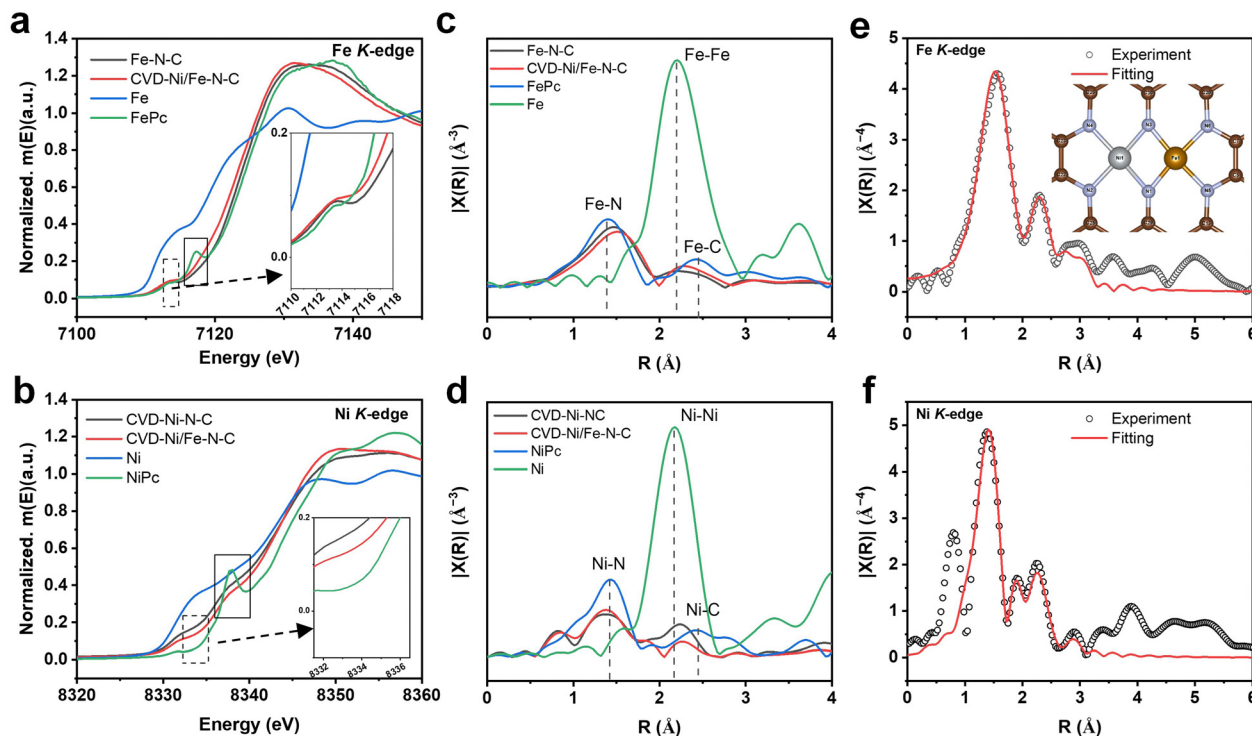 a
Fe K-edge
Fe-N-C
CVD-Ni/Fe-N-C
Fe
FePc
Normalized. m(E)(a.u.)
1.4
1.2
1.0
0.8
0.6
0.4
0.2
0.0
0.2
0.0
7110
7112
7114
7116
7118
7100
7120
7140
Energy (eV)
b
Ni K-edge
CVD-Ni-N-C
CVD-Ni/Fe-N-C
Ni
NiPc
Normalized. m(E)(a.u.)
1.4
1.2
1.0
0.8
0.6
0.4
0.2
0.0
0.2
0.0
8332
8334
8336
8320
8330
8340
8350
8360
Energy (eV)
c
Fe-N-C
CVD-Ni/Fe-N-C
FePc
Fe
Fe-Fe
Fe-N
Fe-C
|X(R)| (Å-3)
0
1
2
3
4
R (Å)
d
CVD-Ni-NC
CVD-Ni/Fe-N-C
NiPc
Ni
Ni-Ni
Ni-N
Ni-C
|X(R)| (Å−3)
0
1
2
3
4
R (Å)
e
Fe K-edge
Experiment
Fitting
|X(R)| (Å−4)
5
4
3
2
1
0
0
1
2
3
4
5
6
R (Å)
f
Ni K-edge
Experiment
Fitting
|X(R)| (Å−4)
5
4
3
2
1
0
0
1
2
3
4
5
6
R (Å)